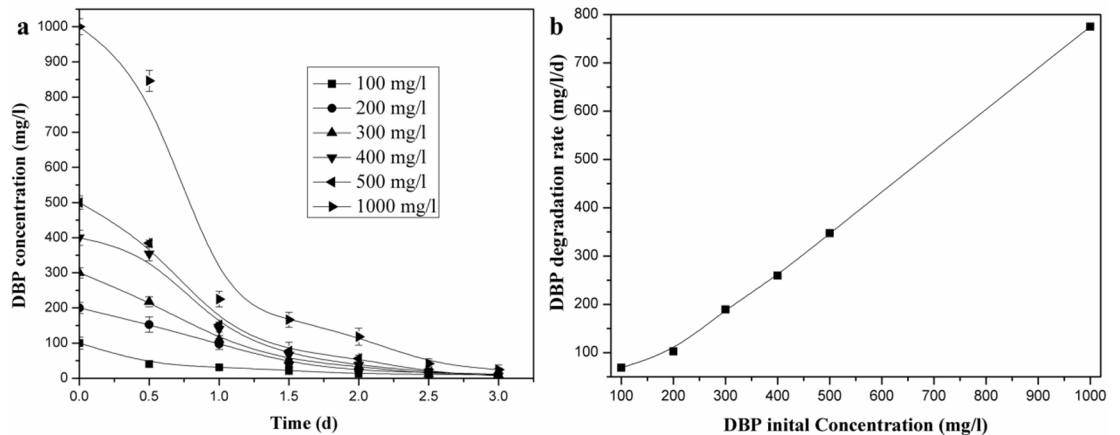 a
1000
900
800
700
600
500
400
300
200
100
0
DBP concentration (mg/l)
0.0 0.5 1.0 1.5 2.0 2.5 3.0
Time (d)
100 mg/l
200 mg/l
300 mg/l
400 mg/l
500 mg/l
1000 mg/l
b
800
700
600
500
400
300
200
100
DBP degradation rate (mg/l/d)
100 200 300 400 500 600 700 800 900 1000
DBP inital Concentration (mg/l)